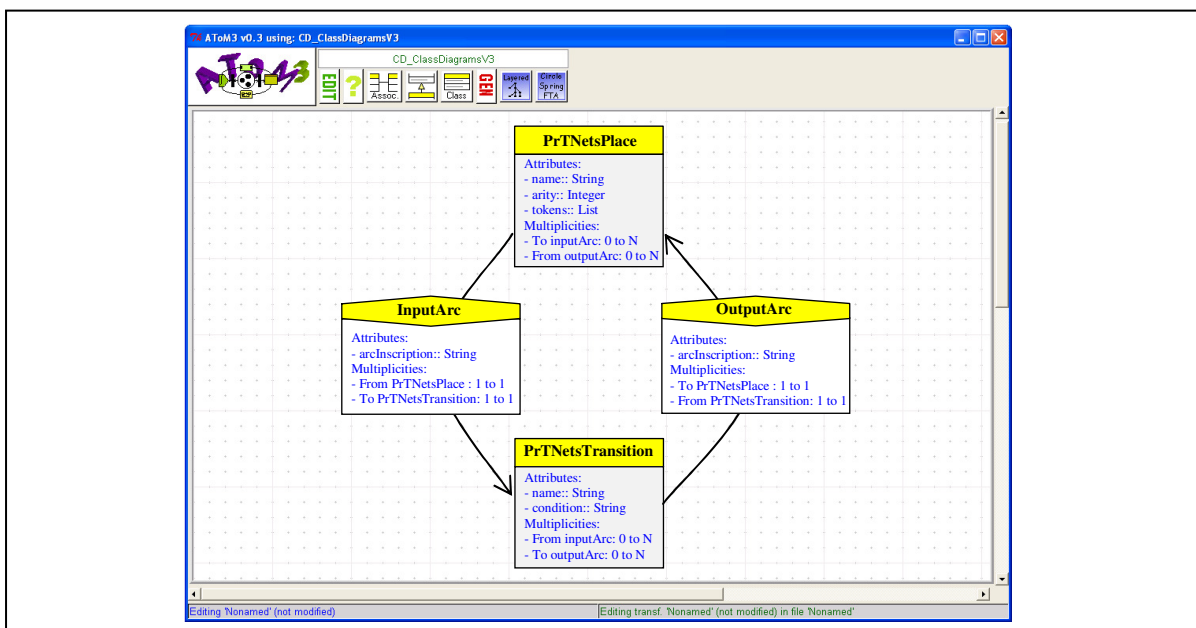 AToM3 v0.3 using: CD_ClassDiagramsV3
ATOM3
CD_ClassDiagramsV3
EDIT
?
Assoc.
Class
GEN
Layered
Circle
Spring
FTA
PrTNetsPlace
Attributes:
- name:: String
- arity:: Integer
- tokens:: List
Multiplicities:
- To inputArc: 0 to N
- From outputArc: 0 to N
InputArc
Attributes:
- arcInscription:: String
Multiplicities:
- From PrTNetsPlace : 1 to 1
- To PrTNetsTransition: 1 to 1
OutputArc
Attributes:
- arcInscription:: String
Multiplicities:
- To PrTNetsPlace : 1 to 1
- From PrTNetsTransition: 1 to 1
PrTNetsTransition
Attributes:
- name:: String
- condition:: String
Multiplicities:
- From inputArc: 0 to N
- To outputArc: 0 to N
Editing 'Nonamed' (not modified)
Editing transf. 'Nonamed' (not modified) in file 'Nonamed'